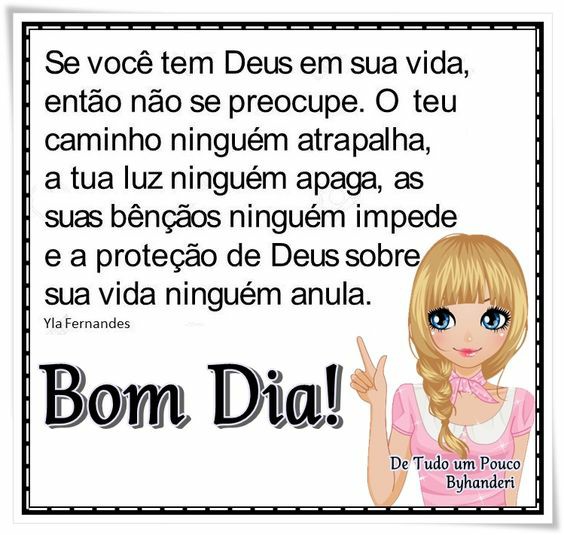 Se você tem Deus em sua vida,
então não se preocupe. O teu
caminho ninguém atrapalha,
a tua luz ninguém apaga, as
suas bênçãos ninguém impede
e a proteção de Deus sobre
sua vida ninguém anula.
Yla Fernandes
Bom Dia!
De Tudo um Pouco
Byhanderi